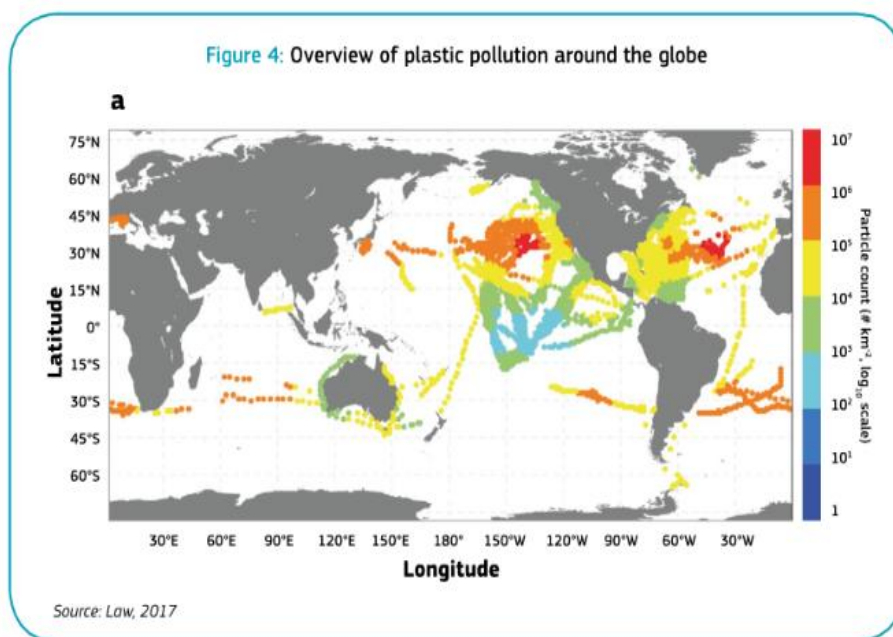 Figure 4: Overview of plastic pollution around the globe
a
75°N
60°N
45°N
30°N
15°N
0°
15°S
30°S
45°S
60°S
Latitude
30°E 60°E 90°E 120°E 150°E 180° 150°W 120°W 90°W 60°W 30°W
Longitude
10⁷
10⁶
10⁵
10⁴
10³
10²
10¹
1
Particle count (# km⁻², log₁₀ scale)
Source: Law, 2017